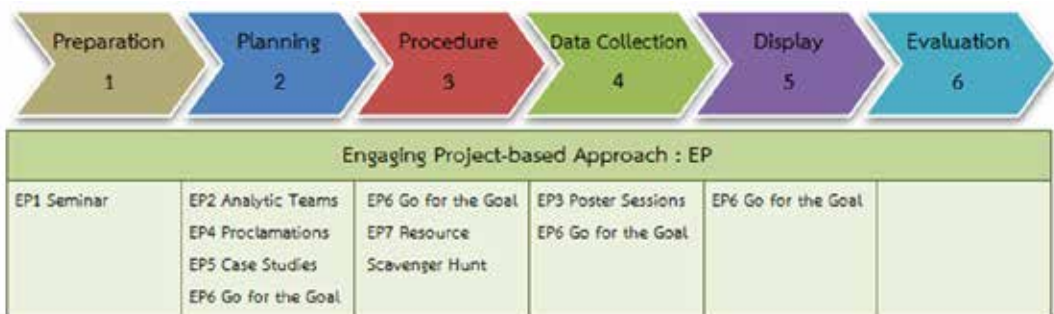 Preparation
1
Planning
2
Procedure
3
Data Collection
4
Display
5
Evaluation
6
Engaging Project-based Approach : EP
EP1 Seminar
EP2 Analytic Teams
EP4 Proclamations
EP5 Case Studies
EP6 Go for the Goal
EP6 Go for the Goal
EP7 Resource
Scavenger Hunt
EP3 Poster Sessions
EP6 Go for the Goal
EP6 Go for the Goal